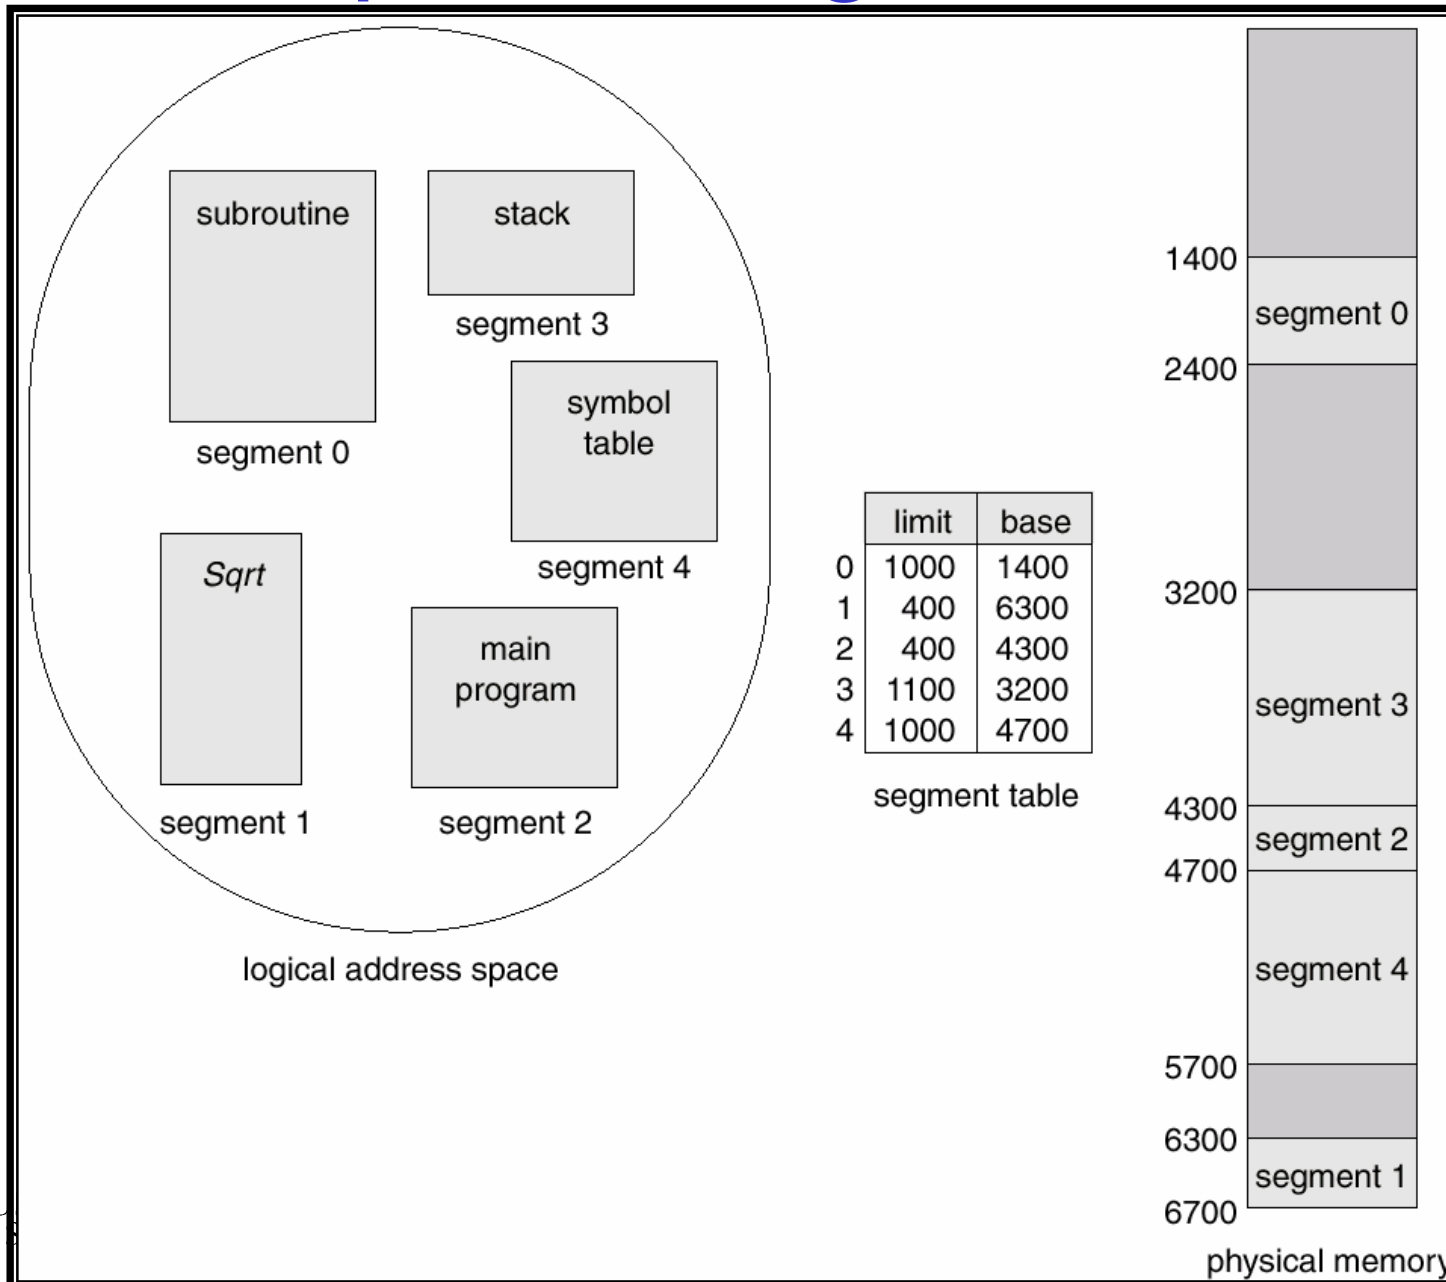 subroutine
segment 0
stack
segment 3
symbol
table
segment 4
Sqrt
segment 1
main
program
segment 2
logical address space
limit base
0 1000 1400
1 400 6300
2 400 4300
3 1100 3200
4 1000 4700
segment table
1400
segment 0
2400
3200
segment 3
4300
segment 2
4700
segment 4
5700
6300
segment 1
6700
physical memory